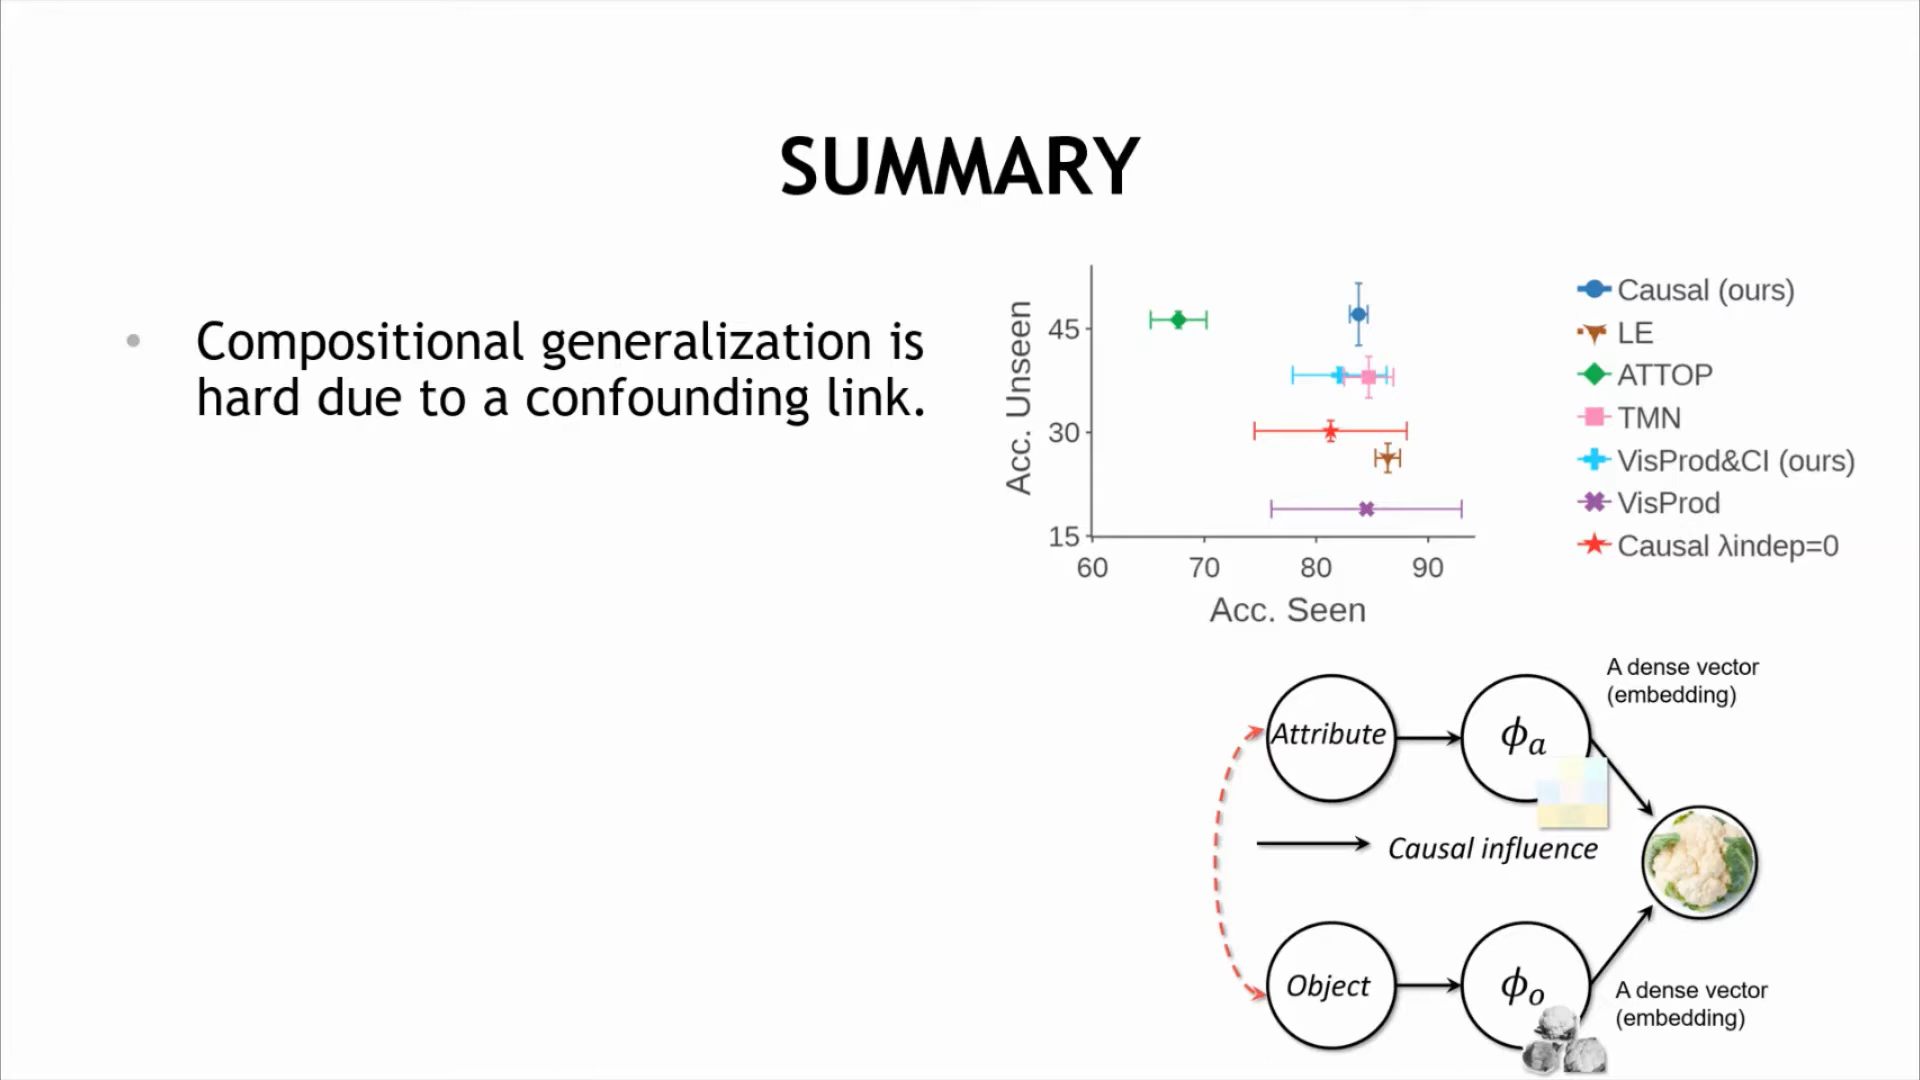 SUMMARY
Compositional generalization is
hard due to a confounding link.
Acc. Unseen
45
30
15
60 70 80 90
Acc. Seen
Causal (ours)
LE
ATTOP
TMN
VisProd&CI (ours)
VisProd
Causal λindep=0
A dense vector
(embedding)
Attribute
ϕa
Causal influence
Object
ϕo
A dense vector
(embedding)